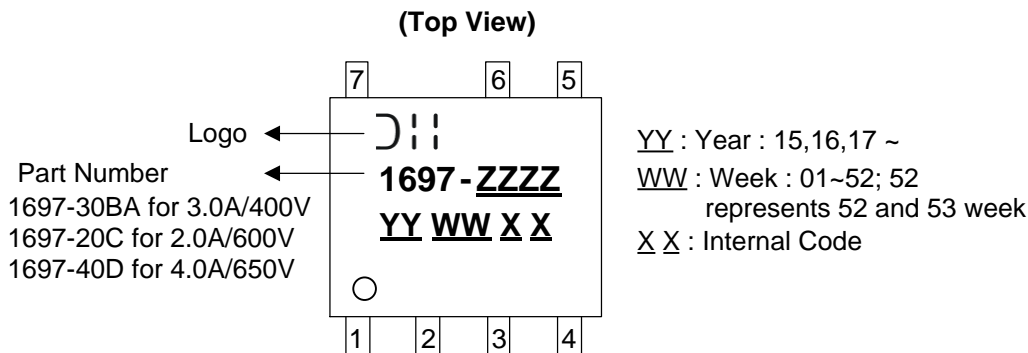 (Top View)
7 6 5
Logo
Part Number
1697-30BA for 3.0A/400V
1697-20C for 2.0A/600V
1697-40D for 4.0A/650V
1697-ZZZZ
YY WW X X
1 2 3 4
YY : Year : 15,16,17 ~
WW : Week : 01~52; 52
represents 52 and 53 week
X X : Internal Code